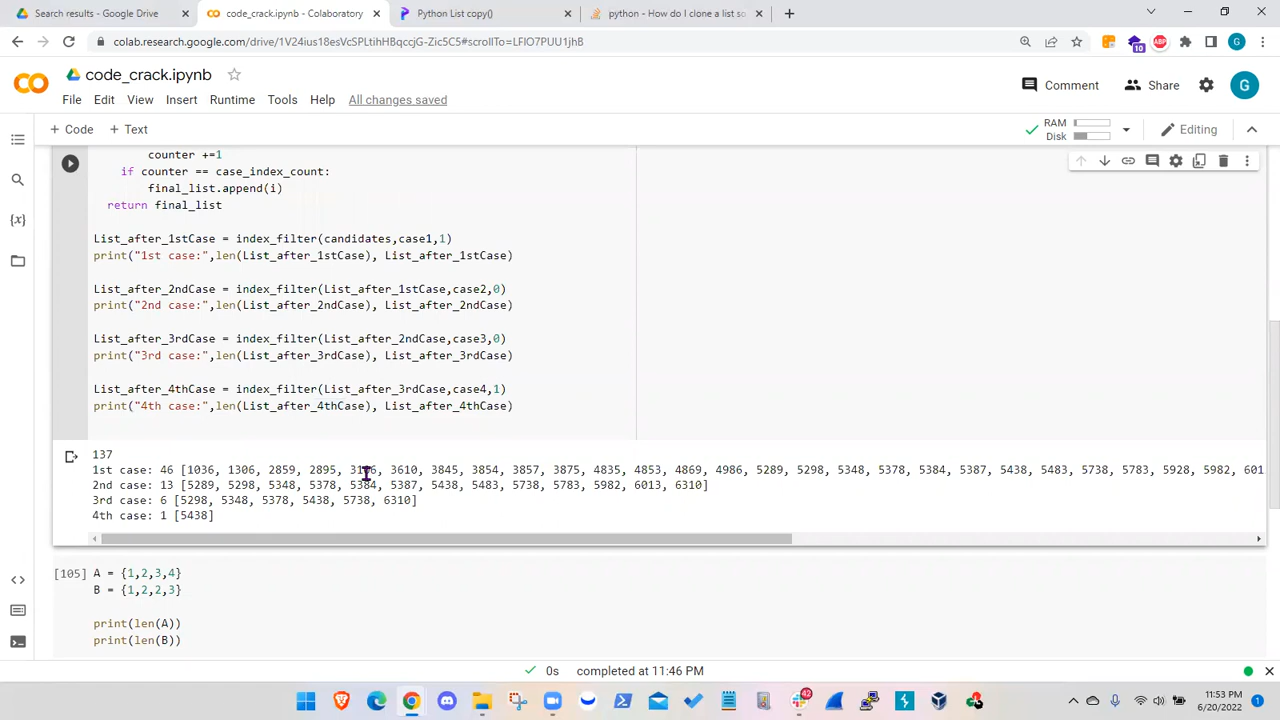 Search results - Google Drive
code_crack.ipynb - Colaboratory
Python List copy()
python - How do I clone a list so
colab.research.google.com/drive/1V24ius18esVcSPLtihHBqccjG-Zic5C5#scrollTo=LFlO7PUU1jhB
10
ABP
G
code_crack.ipynb
Comment
Share
G
File Edit View Insert Runtime Tools Help All changes saved
+ Code + Text
RAM
Disk
Editing
counter +=1
if counter == case_index_count:
final_list.append(i)
return final_list
List_after_1stCase = index_filter(candidates,case1,1)
print("1st case:",len(List_after_1stCase), List_after_1stCase)
List_after_2ndCase = index_filter(List_after_1stCase,case2,0)
print("2nd case:",len(List_after_2ndCase), List_after_2ndCase)
List_after_3rdCase = index_filter(List_after_2ndCase,case3,0)
print("3rd case:",len(List_after_3rdCase), List_after_3rdCase)
List_after_4thCase = index_filter(List_after_3rdCase,case4,1)
print("4th case:",len(List_after_4thCase), List_after_4thCase)
137
1st case: 46 [1036, 1306, 2859, 2895, 3610, 3845, 3854, 3857, 3875, 4835, 4853, 4869, 4986, 5289, 5298, 5348, 5378, 5384, 5387, 5438, 5483, 5738, 5783, 5928, 5982, 601
2nd case: 13 [5289, 5298, 5348, 5378, 5384, 5387, 5438, 5483, 5738, 5783, 5982, 6013, 6310]
3rd case: 6 [5298, 5348, 5378, 5438, 5738, 6310]
4th case: 1 [5438]
[105] A = {1,2,3,4}
B = {1,2,2,3}
print(len(A))
print(len(B))
0s completed at 11:46 PM
42
11:53 PM
6/20/2022
1